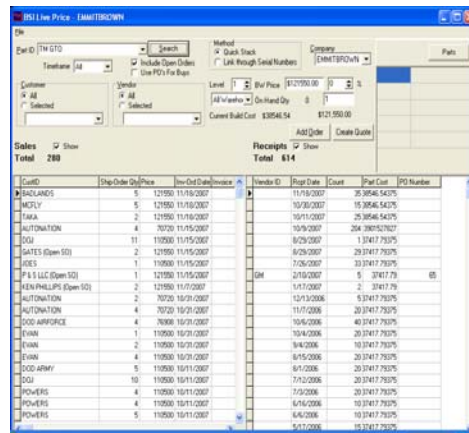 BSI Live Price - EMMITBROWN
File
Part ID TM GTO Search
Timeframe All
Include Open Orders
Use PO's For Buys
Method
Quick Stack
Link through Serial Numbers
Company
EMMITBROWN
Parts
Customer
All
Selected
Vendor
All
Selected
Level 1 BW Price $121550.00 0 %
All Wareho On Hand Qty 0 1
Current Build Cost $38546.54 $121,550.00
Add Order Create Quote
Sales Show
Total 280
Receipts Show
Total 614
CustID Ship-Order Qty Price Inv-Ord Date Invoice
BADLANDS 5 121550 11/18/2007
MCFLY 5 121550 11/18/2007
TAKA 2 121550 11/18/2007
AUTONATION 4 70720 11/15/2007
DGJ 11 110500 11/15/2007
GATES (Open SO) 2 121550 11/15/2007
JOES 1 110500 11/15/2007
P & S LLC (Open SO) 1 121550 11/15/2007
KEN PHILLIPS (Open SO) 2 121550 11/7/2007
AUTONATION 2 70720 10/31/2007
AUTONATION 4 70720 10/31/2007
DOD AIRFORCE 4 76908 10/31/2007
EVAN 1 110500 10/31/2007
EVAN 2 110500 10/31/2007
EVAN 4 110500 10/31/2007
DOD ARMY 5 110500 10/11/2007
DGJ 10 110500 10/11/2007
POWERS 4 110500 10/11/2007
POWERS 4 110500 10/11/2007
POWERS 5 110500 10/11/2007
Vendor ID Rcpt Date Count Part Cost PO Number
11/18/2007 35 38546.54375
10/30/2007 15 38546.54375
10/11/2007 25 38546.54375
10/9/2007 204 3901527827
8/29/2007 1 37417.79375
8/29/2007 29 37417.79375
7/26/2007 33 37417.79375
GM 2/10/2007 5 37417.79 65
1/17/2007 2 37417.79
12/13/2006 5 37417.79375
11/7/2006 20 37417.79375
10/6/2006 40 37417.79375
10/4/2006 20 37417.79375
9/4/2006 10 37417.79375
8/15/2006 20 37417.79375
8/1/2006 20 37417.79375
7/12/2006 20 37417.79375
7/3/2006 20 37417.79375
6/16/2006 10 37417.79375
6/6/2006 10 37417.79375
5/17/2006 15 37417.79375